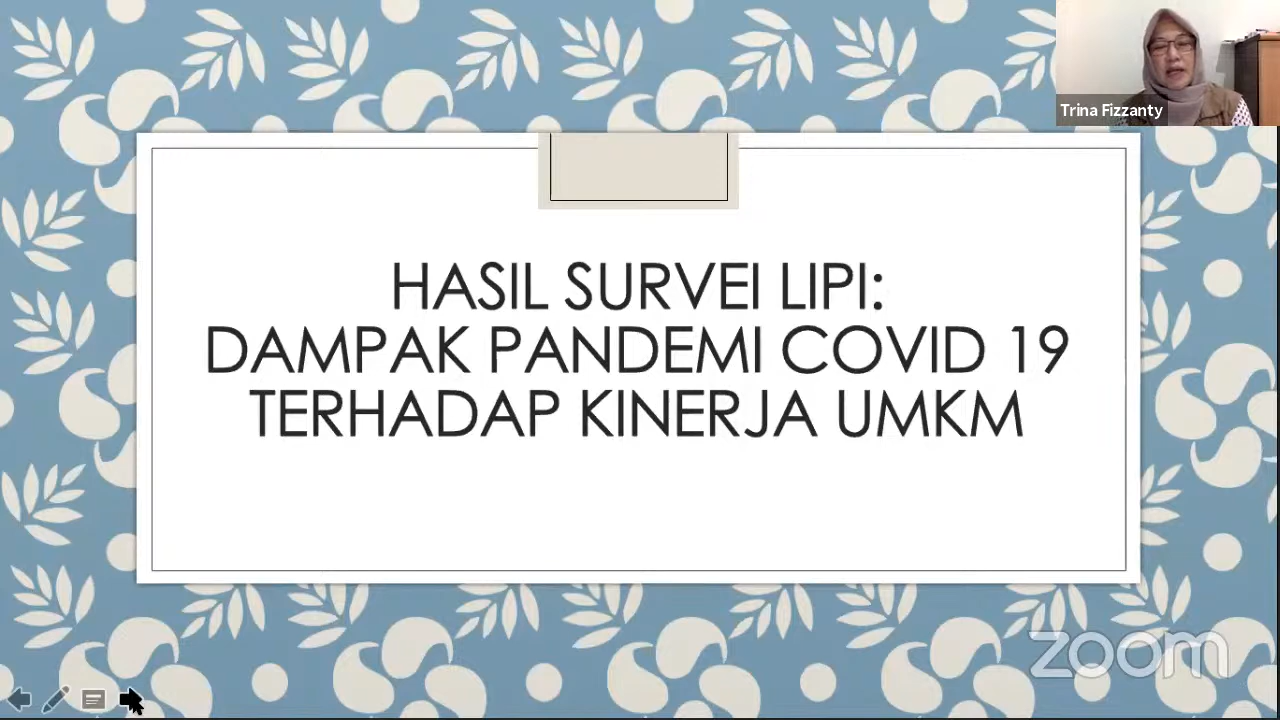 Trina Fizzanty
HASIL SURVEI LIPI:
DAMPAK PANDEMI COVID 19
TERHADAP KINERJA UMKM
zoom